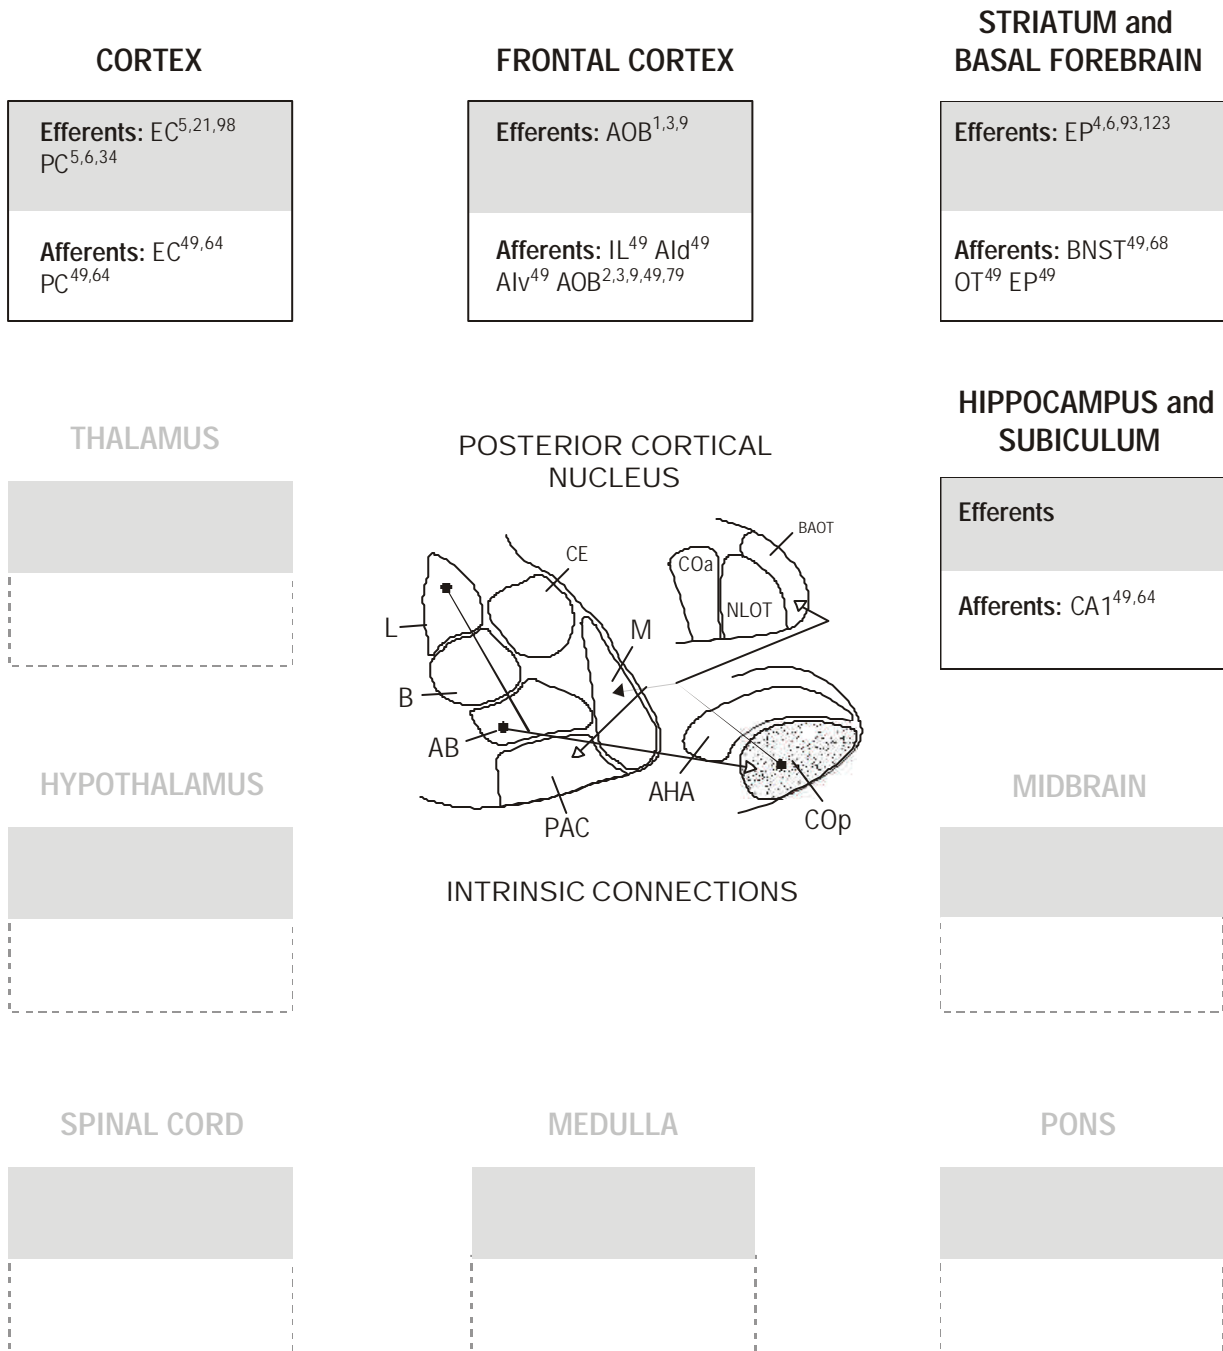 CORTEX
FRONTAL CORTEX
STRIATUM and
BASAL FOREBRAIN
Efferents: EC5,21,98
PC5,6,34
Afferents: EC49,64
PC49,64
Efferents: AOB1,3,9
Afferents: IL49 AId49
AIv49 AOB2,3,9,49,79
Efferents: EP4,6,93,123
Afferents: BNST49,68
OT49 EP49
THALAMUS
POSTERIOR CORTICAL
NUCLEUS
HIPPOCAMPUS and
SUBICULUM
Efferents
Afferents: CA149,64
BAOT
CE
COa
NLOT
L
M
B
AB
AHA
PAC
COp
HYPOTHALAMUS
MIDBRAIN
INTRINSIC CONNECTIONS
SPINAL CORD
MEDULLA
PONS